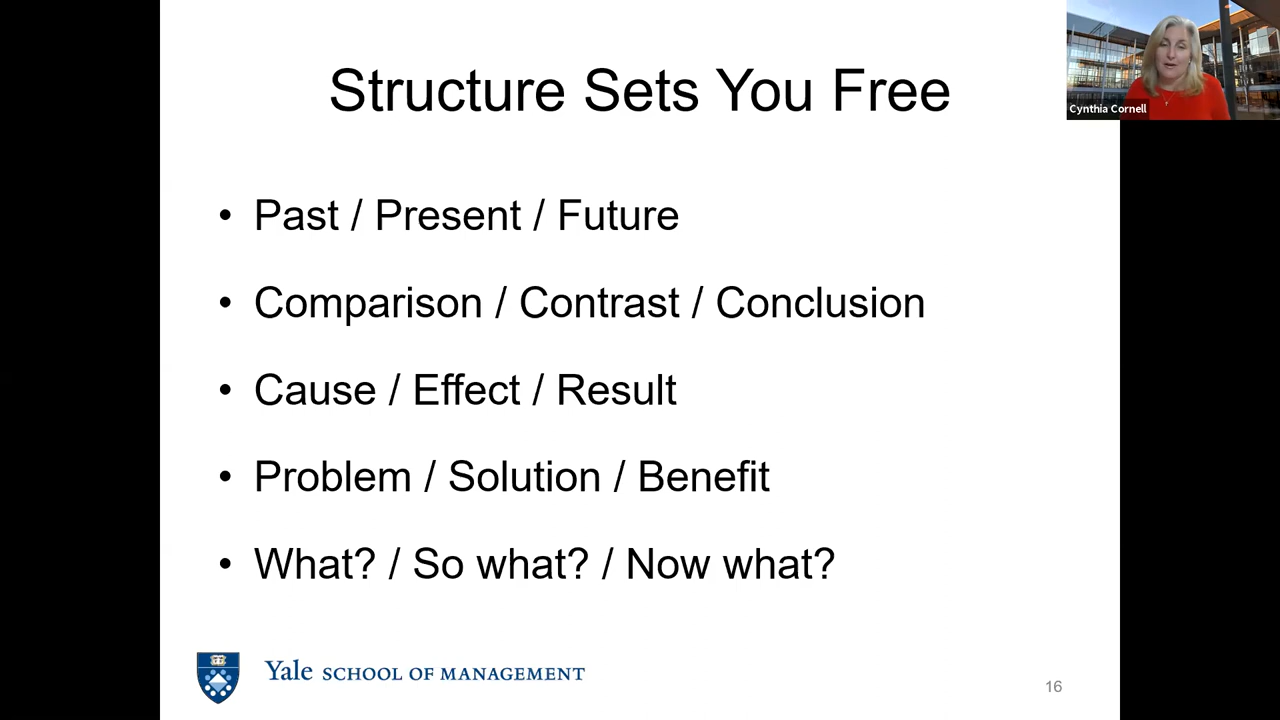 Structure Sets You Free
Cynthia Cornell
• Past / Present / Future
• Comparison / Contrast / Conclusion
• Cause / Effect / Result
• Problem / Solution / Benefit
• What? / So what? / Now what?
Yale SCHOOL OF MANAGEMENT
16